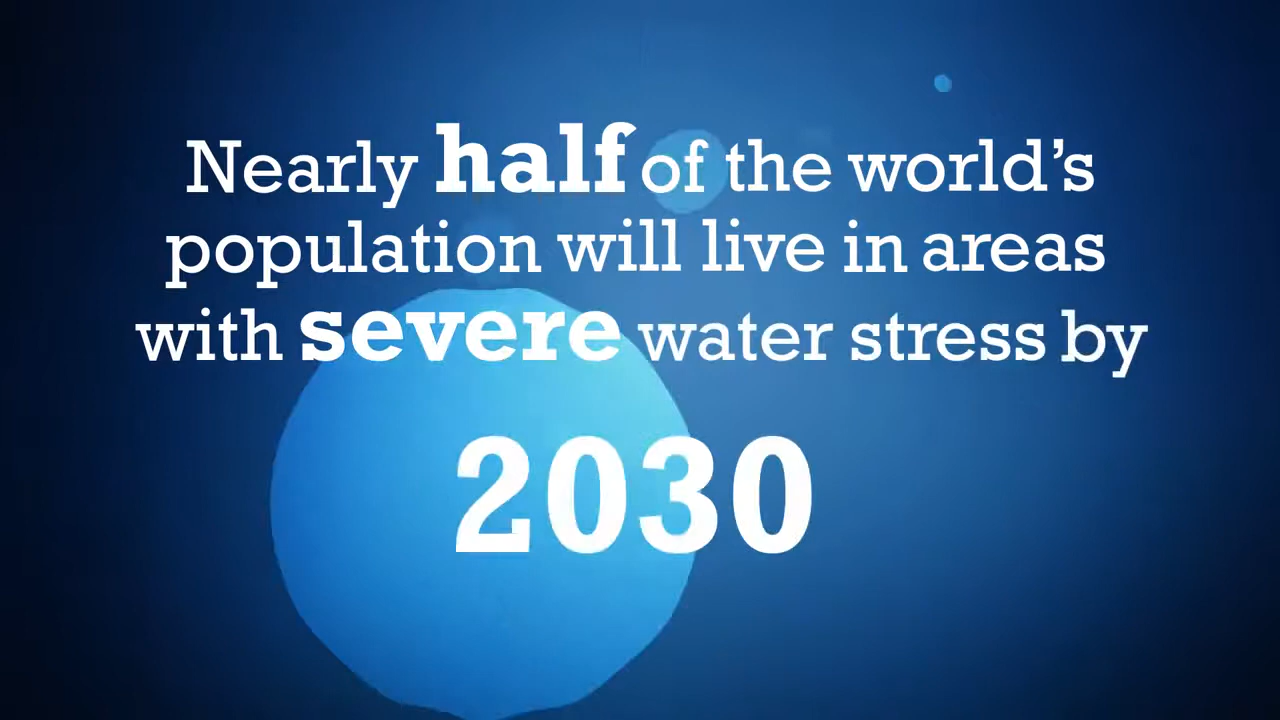 Nearly half of the world’s
population will live in areas
with severe water stress by
2030